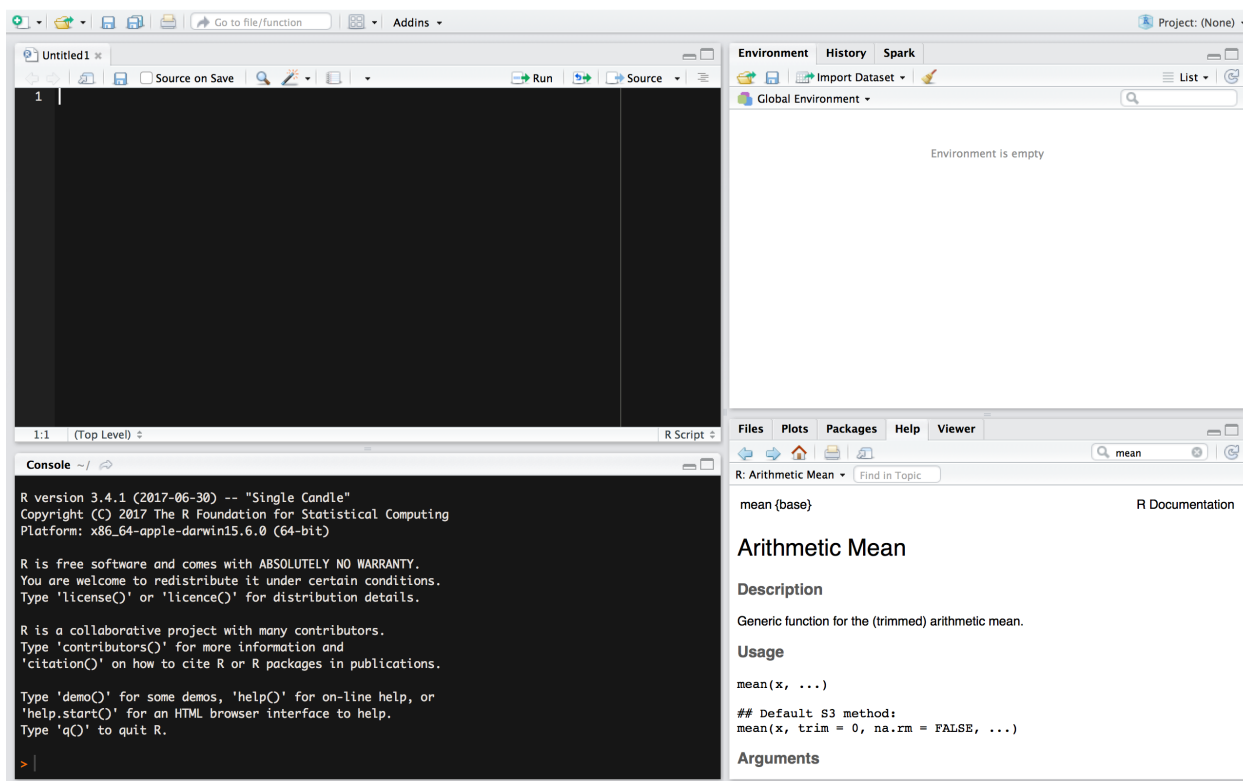 Go to file/function
Addins
Project: (None)
Untitled1
Source on Save
Run
Source
1
1:1 (Top Level)
R Script
Console ~/
R version 3.4.1 (2017-06-30) -- "Single Candle"
Copyright (C) 2017 The R Foundation for Statistical Computing
Platform: x86_64-apple-darwin15.6.0 (64-bit)
R is free software and comes with ABSOLUTELY NO WARRANTY.
You are welcome to redistribute it under certain conditions.
Type 'license()' or 'licence()' for distribution details.
R is a collaborative project with many contributors.
Type 'contributors()' for more information and
'citation()' on how to cite R or R packages in publications.
Type 'demo()' for some demos, 'help()' for on-line help, or
'help.start()' for an HTML browser interface to help.
Type 'q()' to quit R.
>
Environment History Spark
Import Dataset
List
Global Environment
Environment is empty
Files Plots Packages Help Viewer
mean
R: Arithmetic Mean
Find in Topic
mean {base}
R Documentation
Arithmetic Mean
Description
Generic function for the (trimmed) arithmetic mean.
Usage
mean(x, ...)
## Default S3 method:
mean(x, trim = 0, na.rm = FALSE, ...)
Arguments